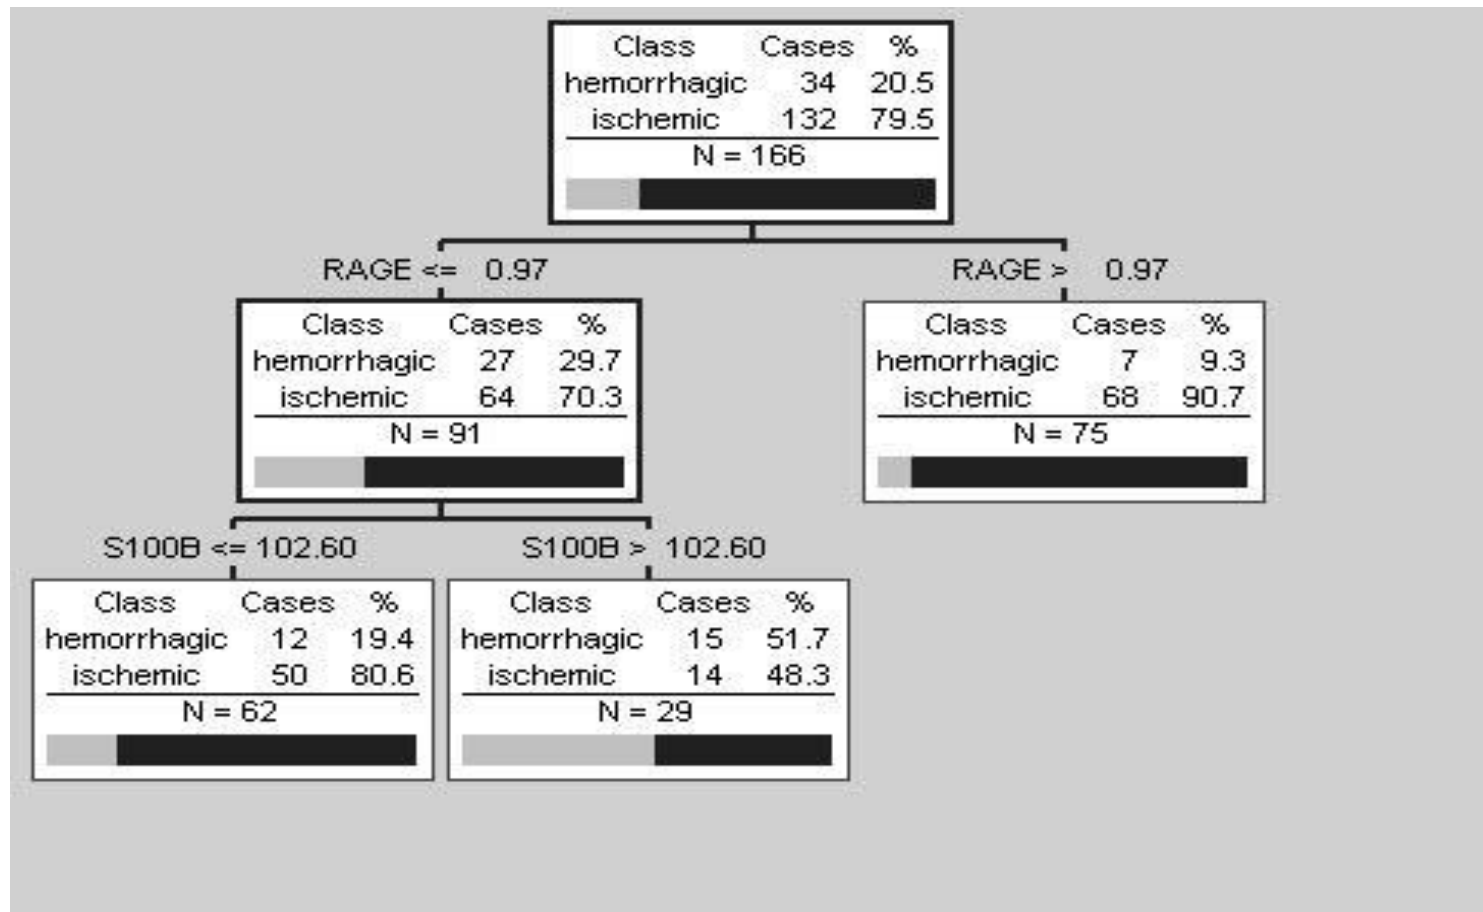 Class Cases %
hemorrhagic 34 20.5
ischemic 132 79.5
N = 166
RAGE <= 0.97
RAGE > 0.97
Class Cases %
hemorrhagic 27 29.7
ischemic 64 70.3
N = 91
Class Cases %
hemorrhagic 7 9.3
ischemic 68 90.7
N = 75
S100B <= 102.60
S100B > 102.60
Class Cases %
hemorrhagic 12 19.4
ischemic 50 80.6
N = 62
Class Cases %
hemorrhagic 15 51.7
ischemic 14 48.3
N = 29